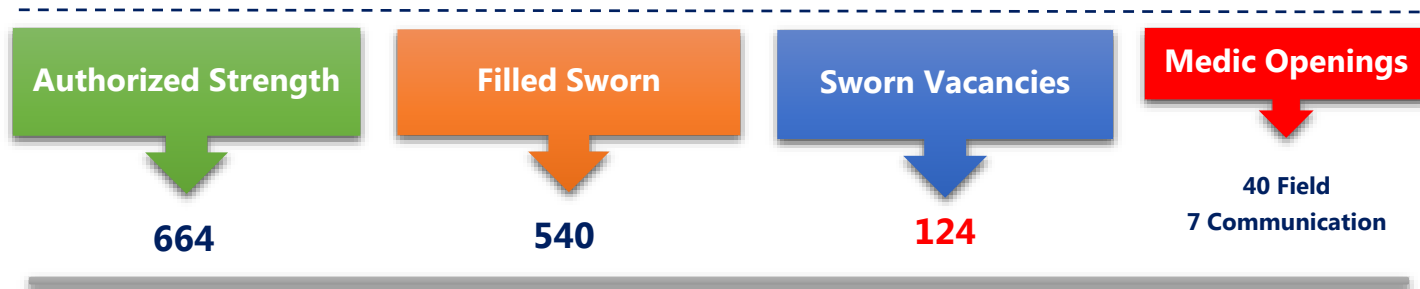 Authorized Strength
664
Filled Sworn
540
Sworn Vacancies
124
Medic Openings
40 Field
7 Communication